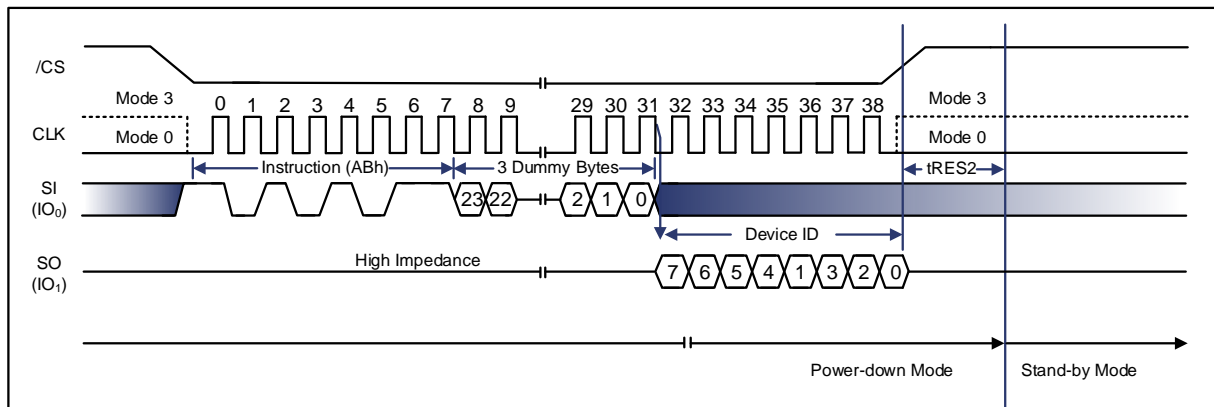 /CS
Mode 3
0 1 2 3 4 5 6 7 8 9 29 30 31 32 33 34 35 36 37 38
Mode 3
CLK
Mode 0
Mode 0
Instruction (ABh)
3 Dummy Bytes
tRES2
SI
(IO0)
23 22 2 1 0
Device ID
SO
(IO1)
High Impedance
7 6 5 4 1 3 2 0
Power-down Mode
Stand-by Mode